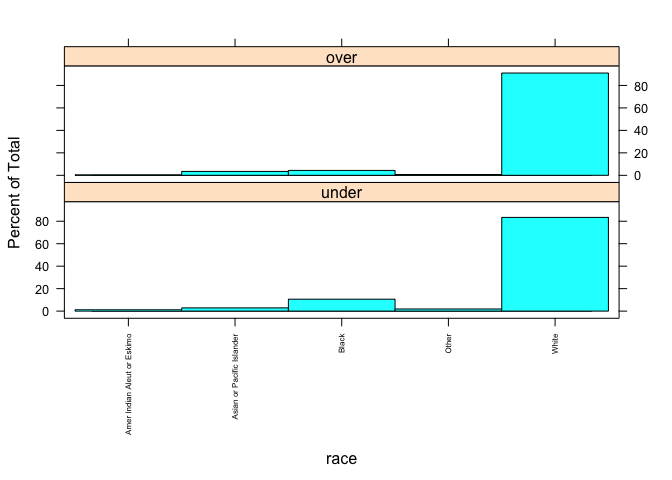 over
80
60
40
20
0
Percent of Total
under
80
60
40
20
0
Amer Indian Aleut or Eskimo
Asian or Pacific Islander
Black
Other
White
race